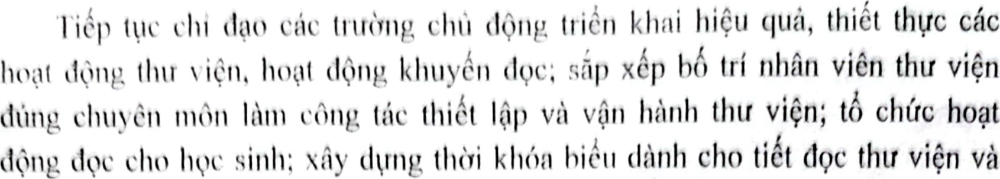 Tiếp tục chỉ đạo các trường chủ động triển khai hiệu quả, thiết thực các
hoạt động thư viện, hoạt động khuyến đọc; sắp xếp bố trí nhân viên thư viện
đúng chuyên môn làm công tác thiết lập và vận hành thư viện; tổ chức hoạt
động đọc cho học sinh; xây dựng thời khóa biểu dành cho tiết đọc thư viện và